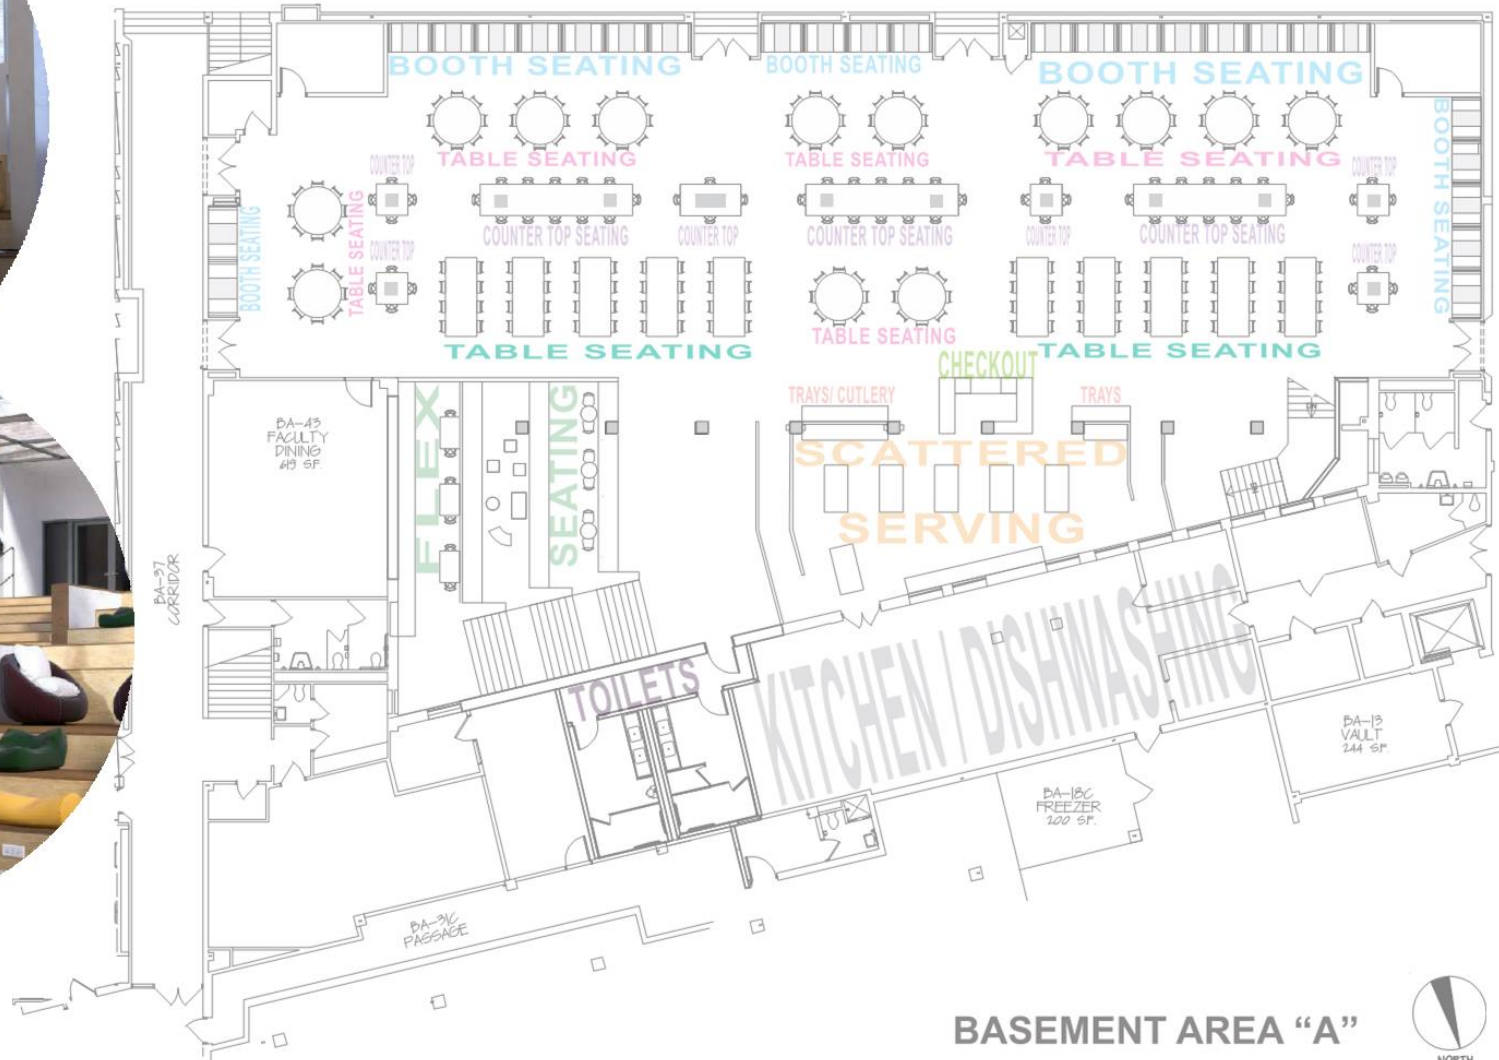 BOOTH SEATING
BOOTH SEATING
BOOTH SEATING
TABLE SEATING
TABLE SEATING
TABLE SEATING
BOOTH SEATING
COUNTER TOP
COUNTER TOP
TABLE SEATING
BOOTH SEATING
COUNTER TOP SEATING
COUNTER TOP
COUNTER TOP SEATING
COUNTER TOP
COUNTER TOP SEATING
COUNTER TOP
COUNTER TOP
TABLE SEATING
TABLE SEATING
TABLE SEATING
CHECKOUT
TRAYS/ CUTLERY
TRAYS
FLEX
SEATING
BA-43
FACULTY
DINING
619 S.F.
SCATTERED
SERVING
BA-37
CORRIDOR
TOILETS
KITCHEN / DISHWASHING
BA-13
VAULT
244 S.F.
BA-18C
FREEZER
200 S.F.
BA-31C
PASSAGE
BASEMENT AREA “A”
NORTH